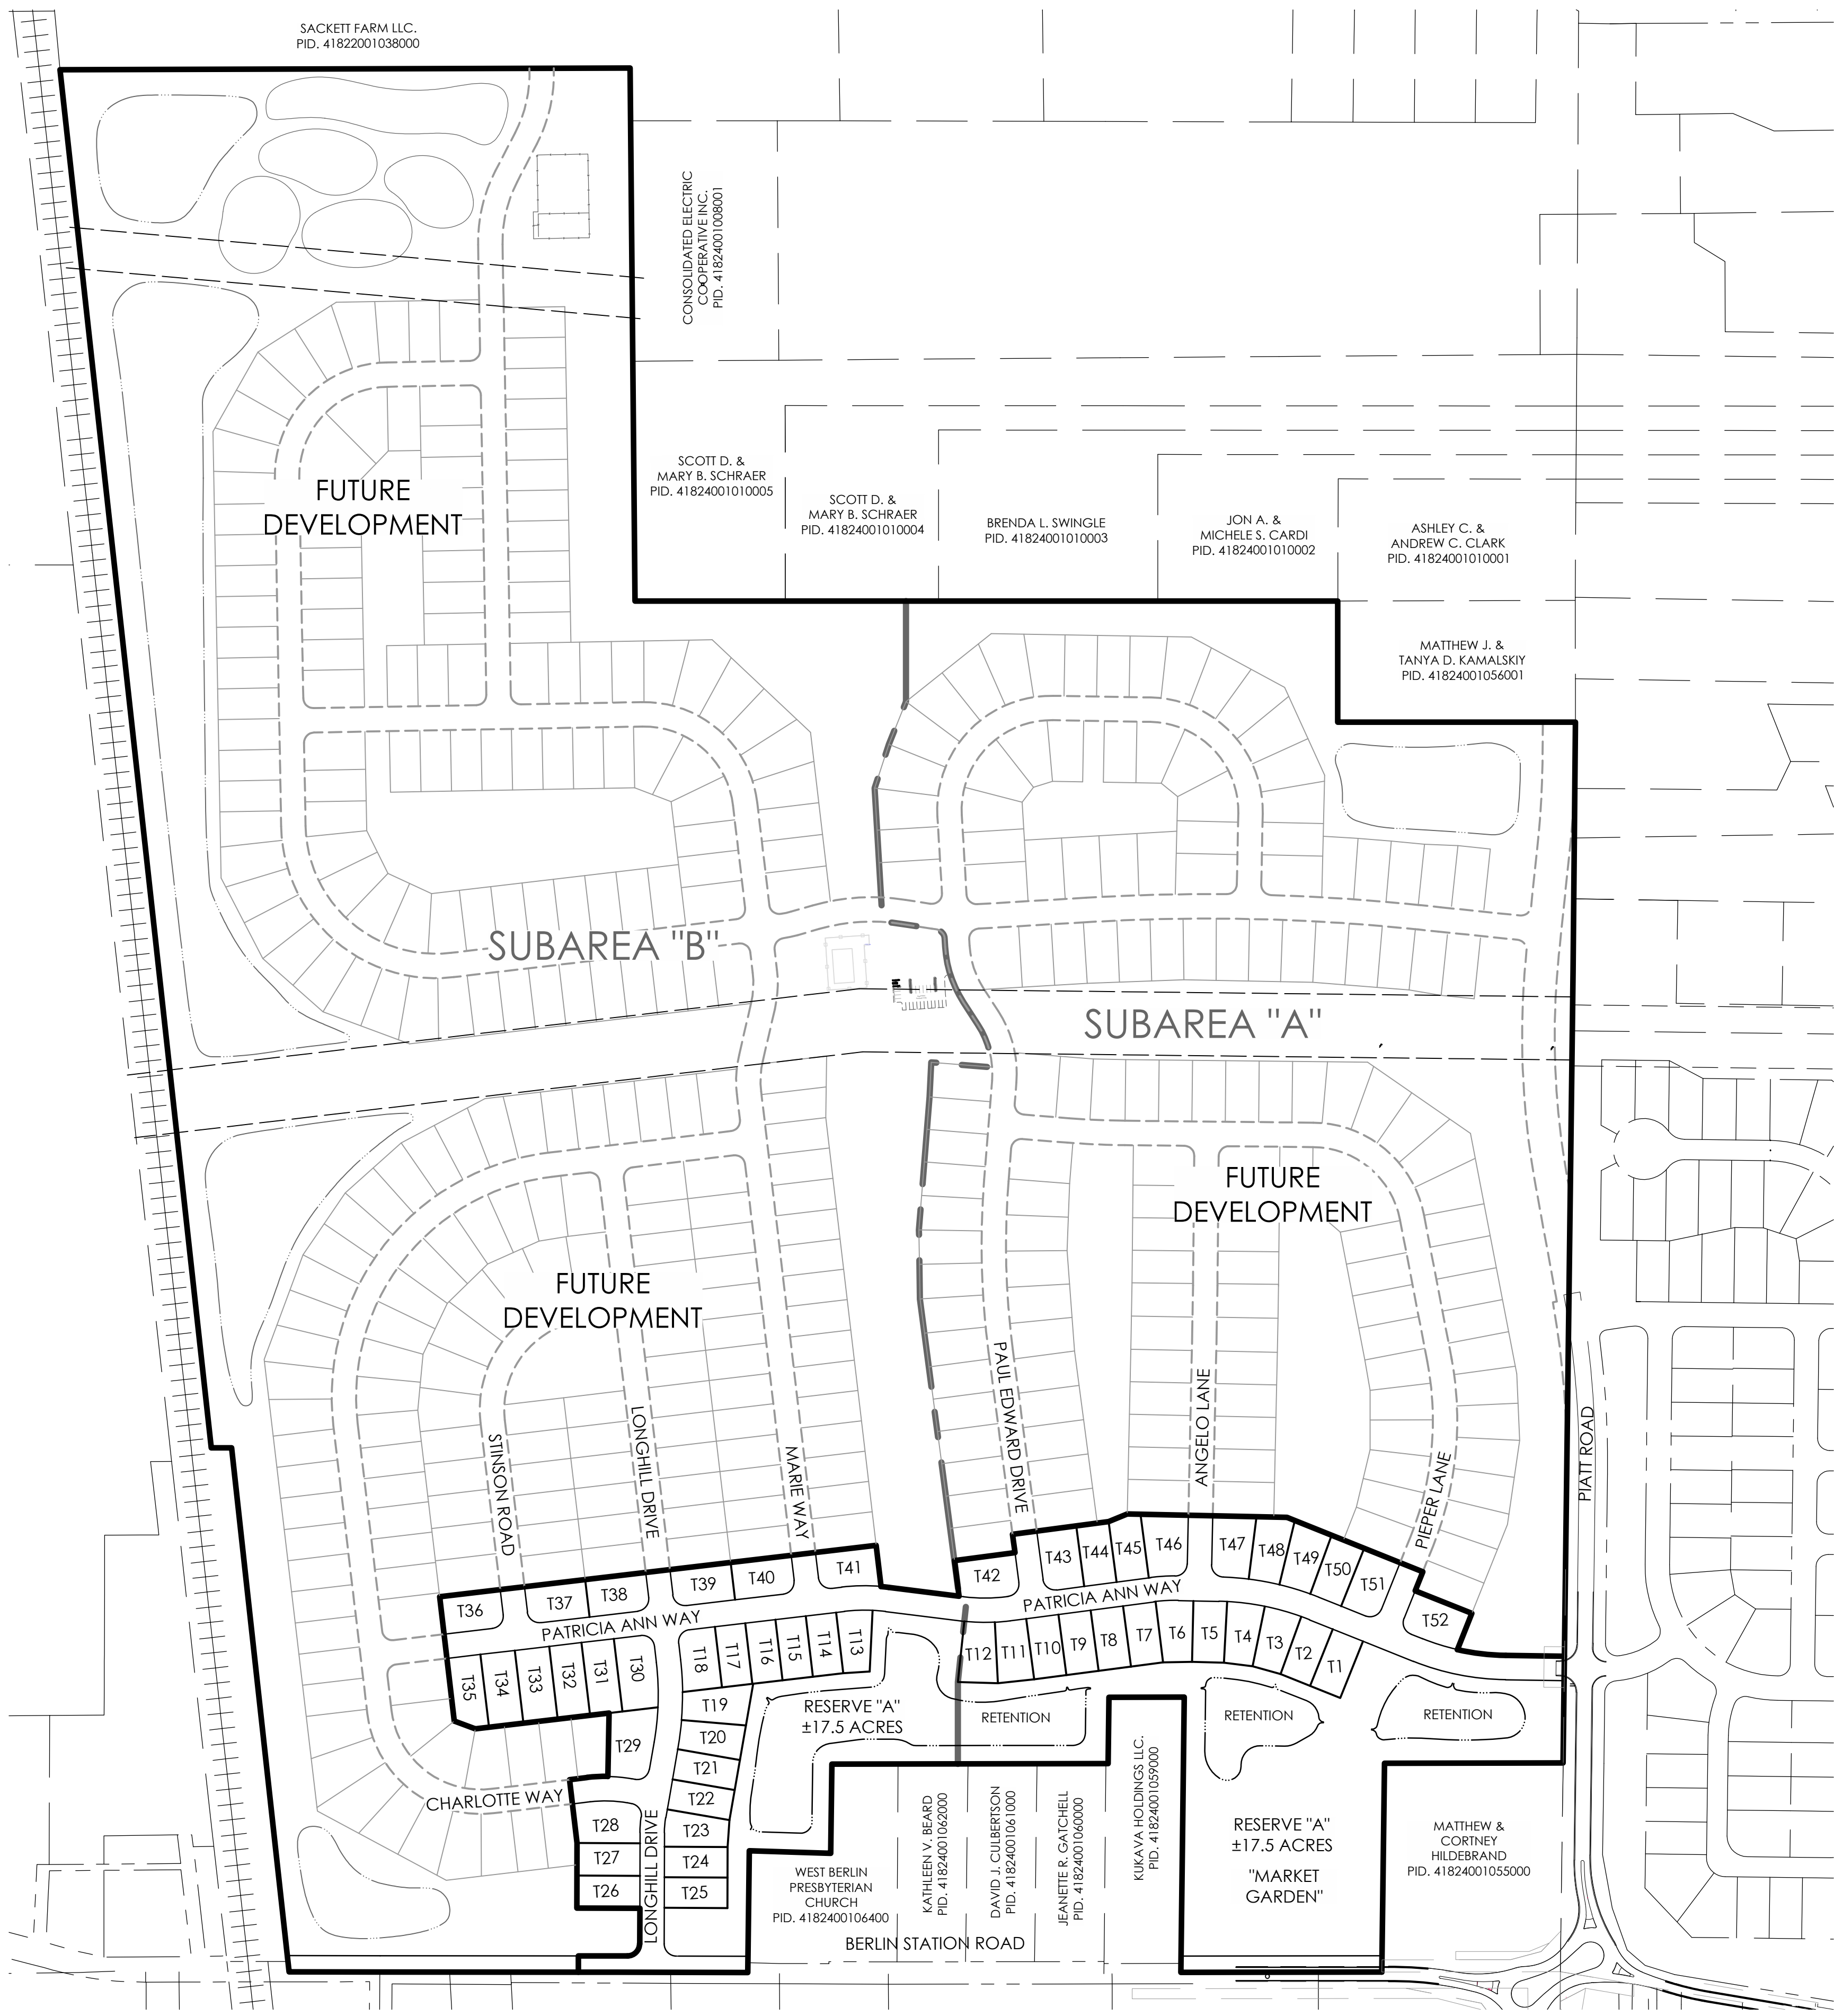 SACKETT FARM LLC.
PID. 41822001038000
CONSOLIDATED ELECTRIC
COOPERATIVE INC.
PID. 41824001008001
SCOTT D. &
MARY B. SCHRAER
PID. 41824001010005
SCOTT D. &
MARY B. SCHRAER
PID. 41824001010004
BRENDA L. SWINGLE
PID. 41824001010003
JON A. &
MICHELE S. CARDI
PID. 41824001010002
ASHLEY C. &
ANDREW C. CLARK
PID. 41824001010001
MATTHEW J. &
TANYA D. KAMALSKIY
PID. 41824001056001
FUTURE
DEVELOPMENT
SUBAREA "B"
SUBAREA "A"
FUTURE
DEVELOPMENT
FUTURE
DEVELOPMENT
STINSON ROAD
LONGHILL DRIVE
MARIE WAY
PAUL EDWARD DRIVE
ANGELO LANE
PIEPER LANE
PIATT ROAD
T36
T37
T38
T39
T40
T41
T42
T43
T44
T45
T46
T47
T48
T49
T50
T51
T52
PATRICIA ANN WAY
PATRICIA ANN WAY
T35
T34
T33
T32
T31
T30
T18
T17
T16
T15
T14
T13
T12
T11
T10
T9
T8
T7
T6
T5
T4
T3
T2
T1
T19
T20
T21
T22
T23
T24
T25
T29
T28
T27
T26
RESERVE "A"
±17.5 ACRES
RETENTION
RETENTION
RETENTION
CHARLOTTE WAY
LONGHILL DRIVE
WEST BERLIN
PRESBYTERIAN
CHURCH
PID. 4182400106400
KATHLEEN V. BEARD
PID. 41824001062000
DAVID J. CULBERTSON
PID. 41824001061000
JEANETTE R. GATCHELL
PID. 41824001060000
KUKAVA HOLDINGS LLC.
PID. 41824001059000
RESERVE "A"
±17.5 ACRES
"MARKET
GARDEN"
MATTHEW &
CORTNEY
HILDEBRAND
PID. 41824001055000
BERLIN STATION ROAD